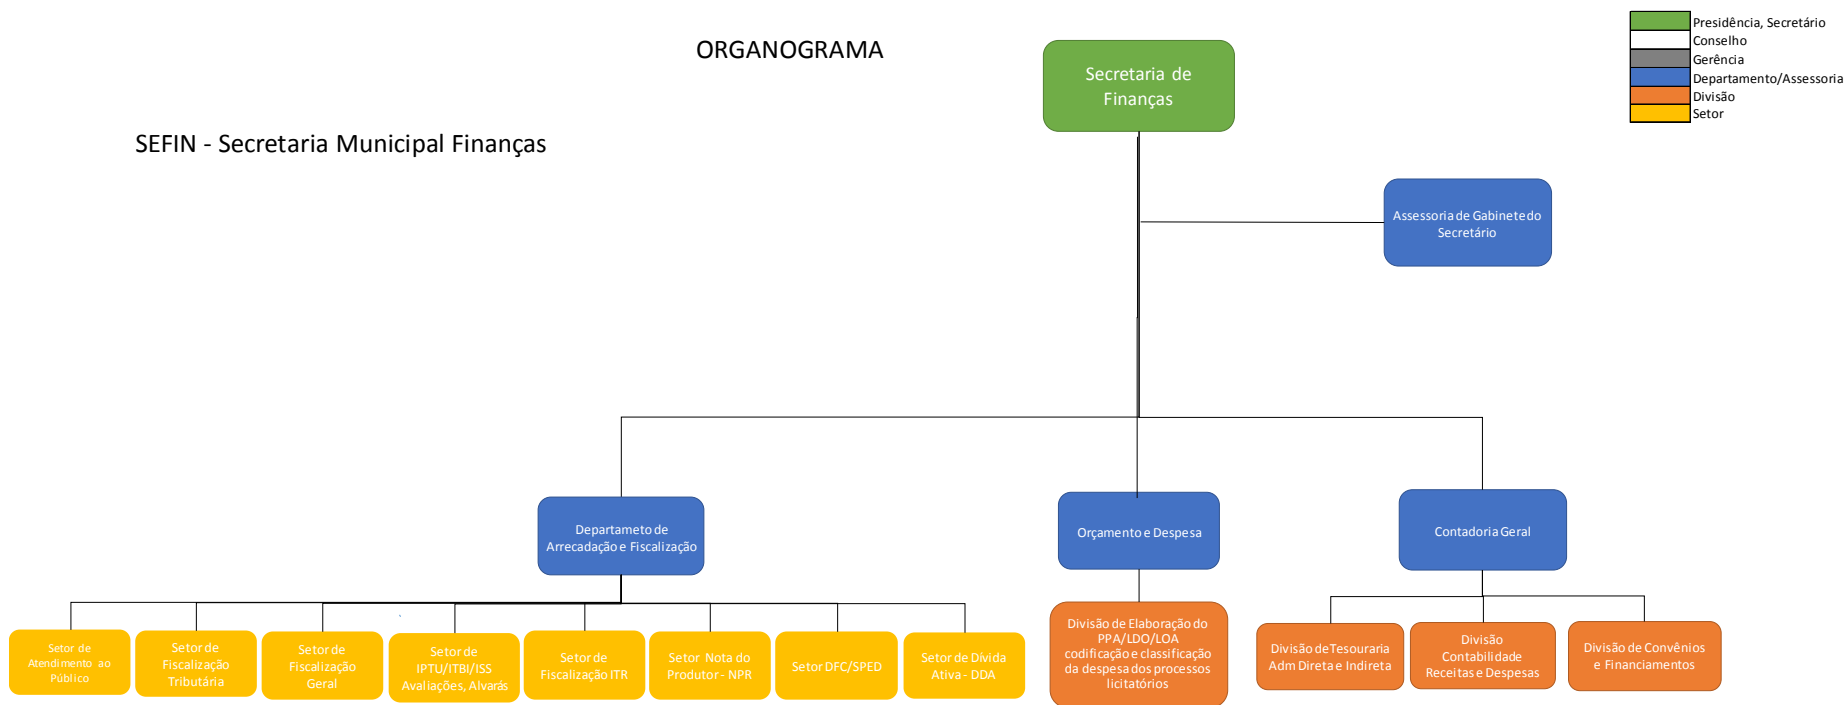 ORGANOGRAMA
SEFIN - Secretaria Municipal Finanças
Presidência, Secretário
Conselho
Gerência
Departamento/Assessoria
Divisão
Setor
Secretaria de
Finanças
Assessoria de Gabinete do
Secretário
Departameto de
Arrecadação e Fiscalização
Orçamento e Despesa
Contadoria Geral
Setor de
Atendimento ao
Público
Setor de
Fiscalização
Tributária
Setor de
Fiscalização
Geral
Setor de
IPTU/ITBI/ISS
Avaliações, Alvarás
Setor de
Fiscalização ITR
Setor Nota do
Produtor - NPR
Setor DFC/SPED
Setor de Dívida
Ativa - DDA
Divisão de Elaboração do
PPA/LDO/LOA
codificação e classificação
da despesa dos processos
licitatórios
Divisão de Tesouraria
Adm Direta e Indireta
Divisão
Contabilidade
Receitas e Despesas
Divisão de Convênios
e Financiamentos